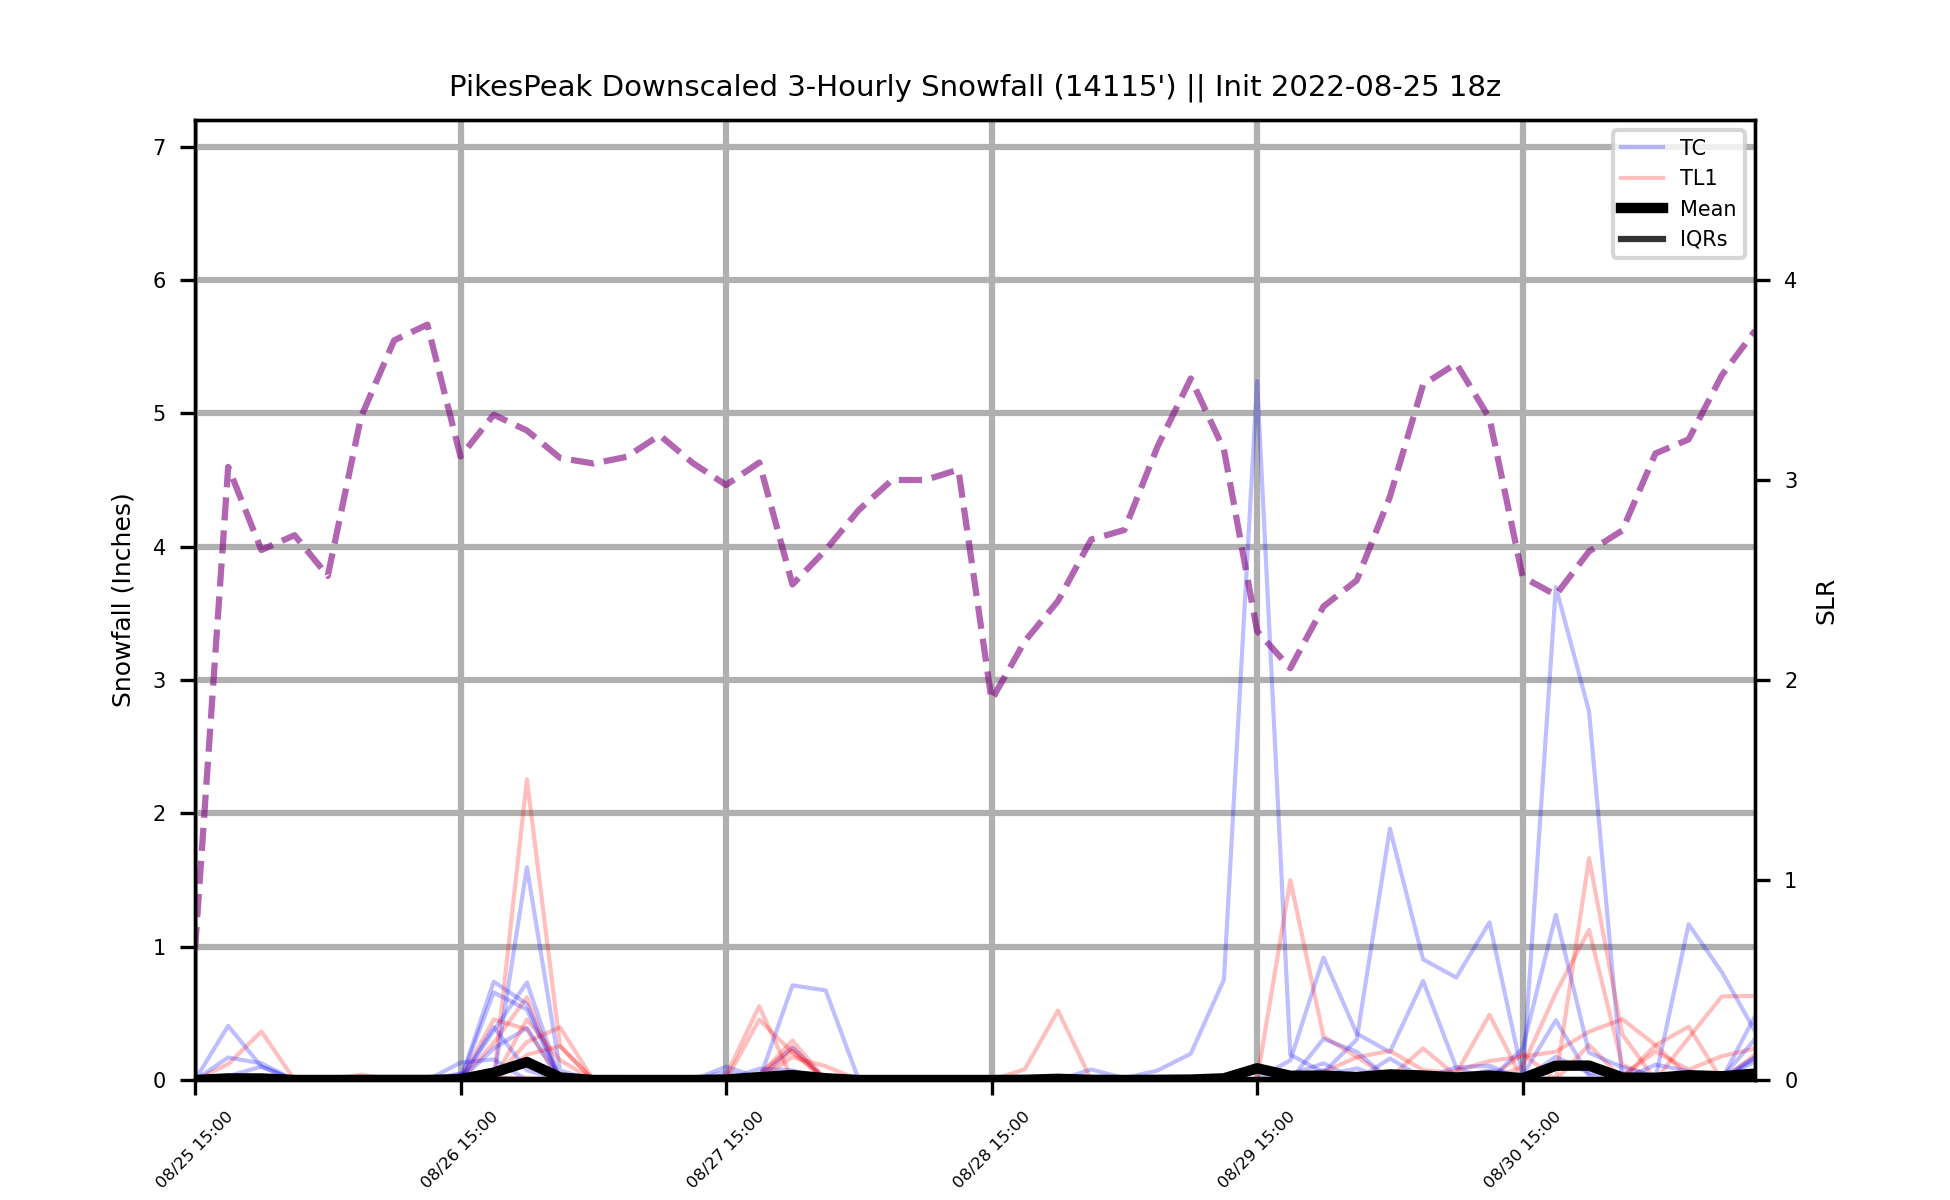 PikesPeak Downscaled 3-Hourly Snowfall (14115') || Init 2022-08-25 18z
TC
TL1
Mean
IQRs
7
6
5
4
3
2
1
0
Snowfall (Inches)
4
3
2
1
0
SLR
08/25 15:00
08/26 15:00
08/27 15:00
08/28 15:00
08/29 15:00
08/30 15:00